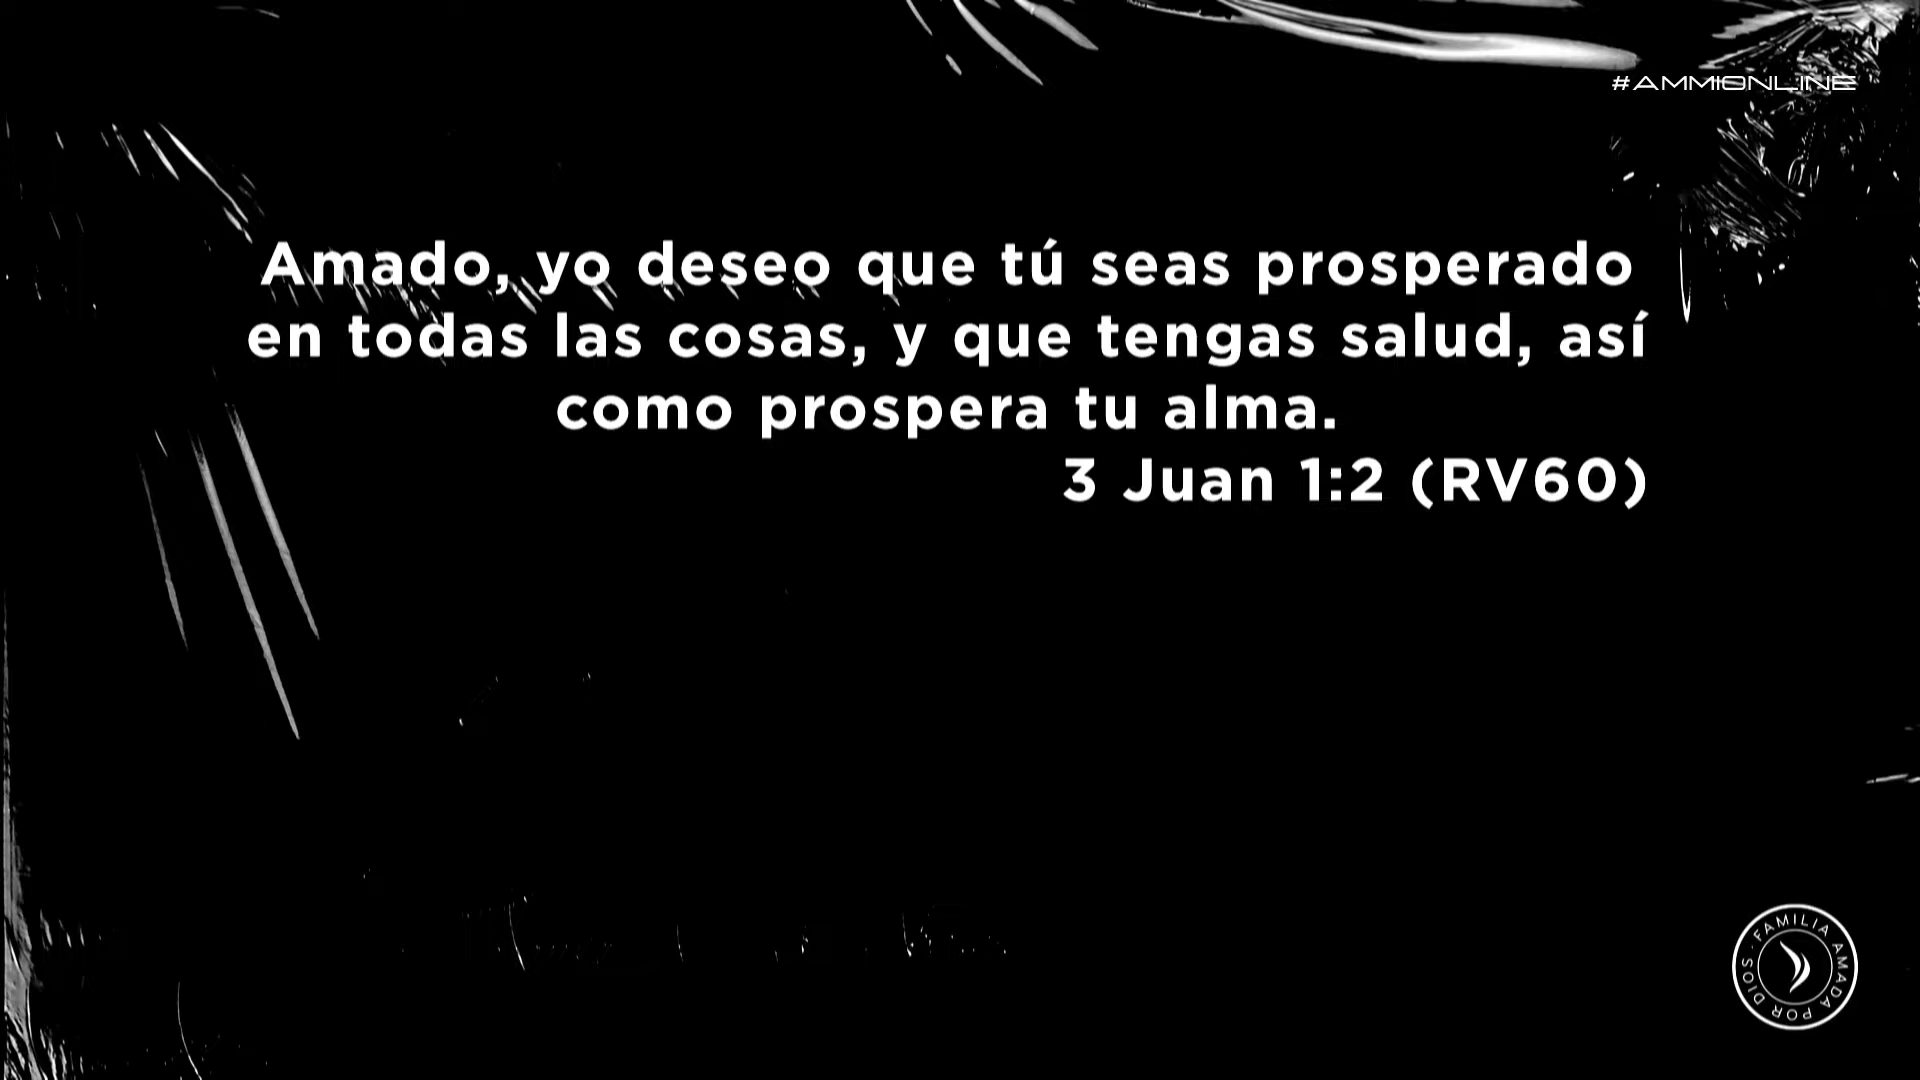 #AMMIONLINE
Amado, yo deseo que tú seas prosperado
en todas las cosas, y que tengas salud, así
como prospera tu alma.
3 Juan 1:2 (RV60)
FAMILIA AMADA POR DIOS